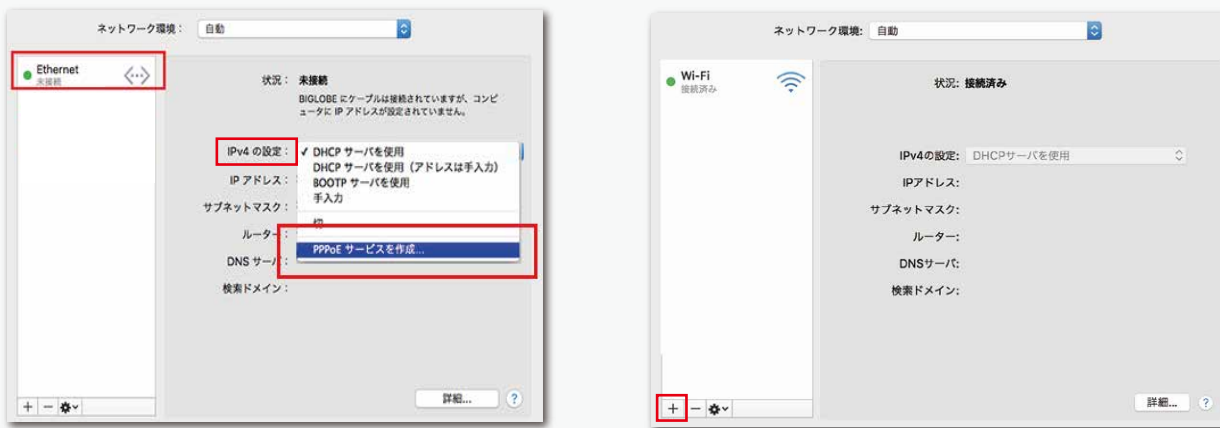 ネットワーク環境： 自動
Ethernet
未接続
状況： 未接続
BIGLOBE にケーブルは接続されていますが、コンピ
ュータに IP アドレスが設定されていません。
IPv4 の設定： ✓ DHCP サーバを使用
DHCP サーバを使用（アドレスは手入力）
BOOTP サーバを使用
手入力
切
PPPoE サービスを作成...
IP アドレス：
サブネットマスク：
ルーター：
DNS サーバ：
検索ドメイン：
+ −
詳細... ?
ネットワーク環境: 自動
Wi-Fi
接続済み
状況: 接続済み
IPv4の設定: DHCPサーバを使用
IPアドレス:
サブネットマスク:
ルーター:
DNSサーバ:
検索ドメイン:
+ −
詳細... ?